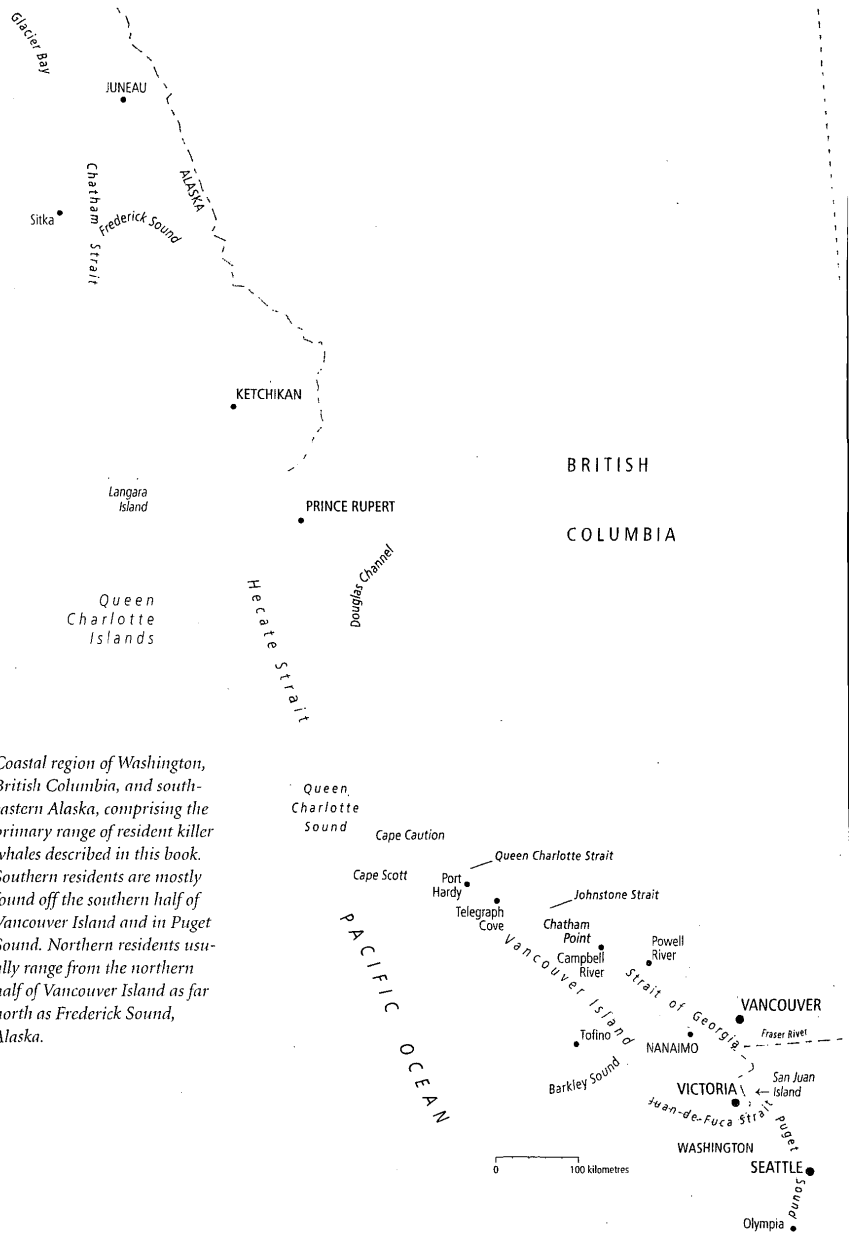 Glacier Bay
JUNEAU
ALASKA
Chatham Strait
Sitka
Frederick Sound
KETCHIKAN
BRITISH
COLUMBIA
Langara
Island
PRINCE RUPERT
Douglas Channel
Hecate Strait
Queen
Charlotte
Islands
Coastal region of Washington,
British Columbia, and south-
astern Alaska, comprising the
primary range of resident killer
whales described in this book.
Southern residents are mostly
ound off the southern half of
Vancouver Island and in Puget
Sound. Northern residents usu-
lly range from the northern
half of Vancouver Island as far
north as Frederick Sound,
Alaska.
Queen
Charlotte
Sound
Cape Caution
Queen Charlotte Strait
Cape Scott
Port
Hardy
Telegraph
Cove
Johnstone Strait
Chatham
Point
Campbell
River
Powell
River
Vancouver Island
Strait of Georgia
PACIFIC OCEAN
VANCOUVER
Fraser River
Tofino
NANAIMO
Barkley Sound
VICTORIA
San Juan
Island
Juan-de-Fuca Strait
Puget Sound
WASHINGTON
SEATTLE
0 100 kilometres
Olympia